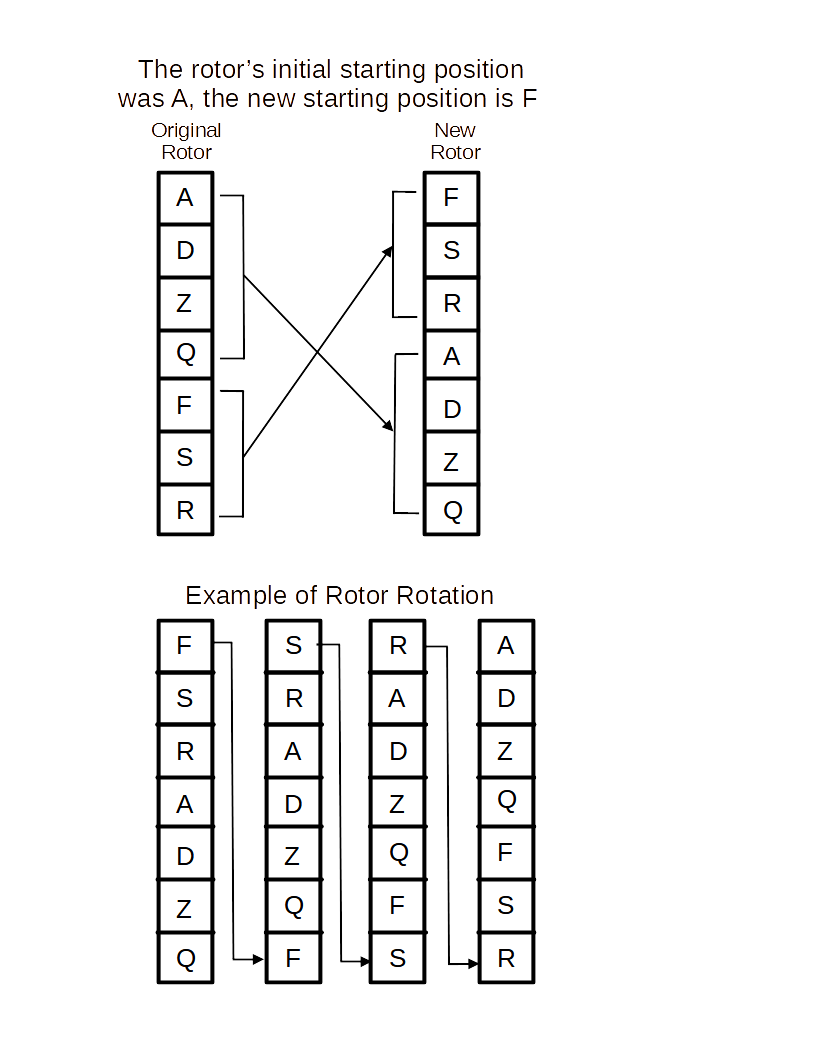 The rotor’s initial starting position
was A, the new starting position is F
Original
Rotor
New
Rotor
A
D
Z
Q
F
S
R
F
S
R
A
D
Z
Q
Example of Rotor Rotation
F
S
R
A
D
Z
Q
S
R
A
D
Z
Q
F
R
A
D
Z
Q
F
S
A
D
Z
Q
F
S
R